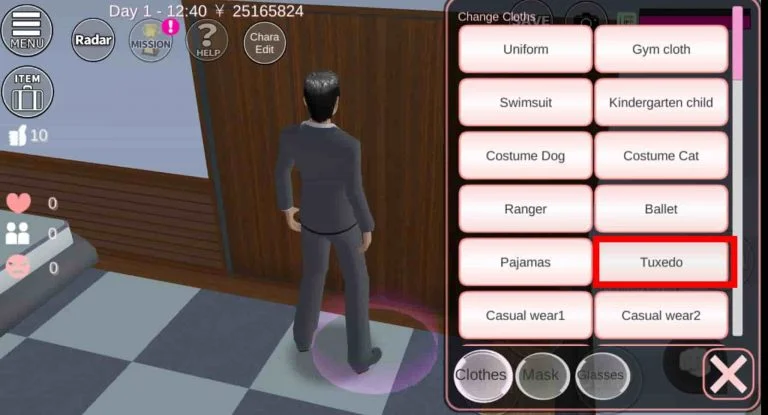 Day 1 - 12:40 ¥ 25165824
MENU
Radar
MISSION
!
?
HELP
Chara
Edit
ITEM
10
0
0
0
Change Cloths
SAVE
Uniform
Gym cloth
Swimsuit
Kindergarten child
Costume Dog
Costume Cat
Ranger
Ballet
Pajamas
Tuxedo
Casual wear1
Casual wear2
Clothes
Mask
Glasses